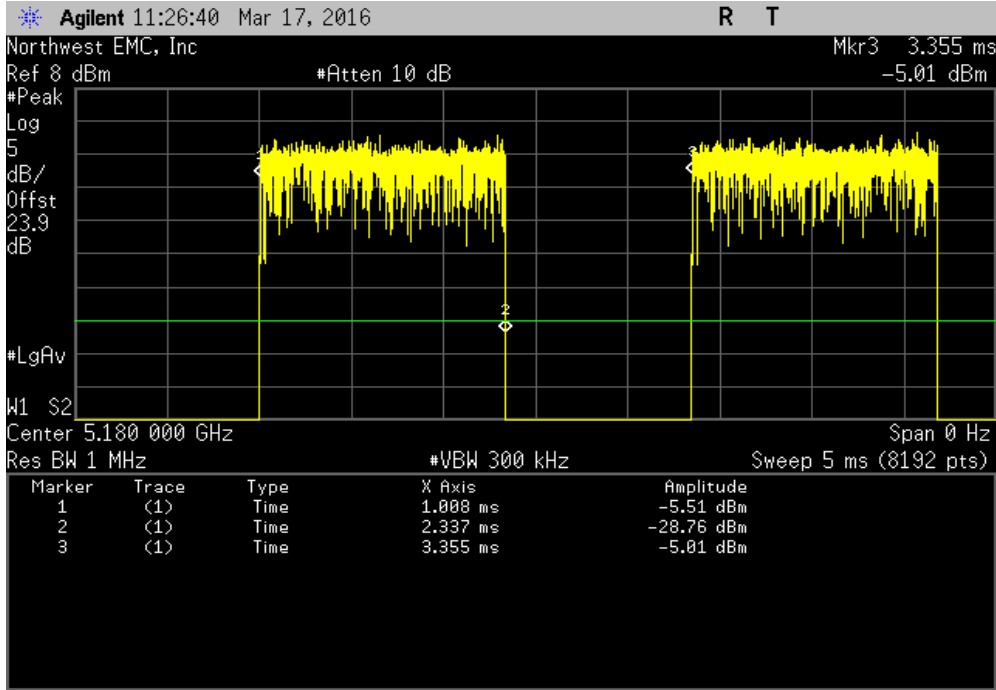 Agilent 11:26:40 Mar 17, 2016 R T
Northwest EMC, Inc Mkr3 3.355 ms
Ref 8 dBm #Atten 10 dB −5.01 dBm
#Peak
Log
5
dB/
Offst
23.9
dB
1
3
2
#LgAv
W1 S2
Center 5.180 000 GHz Span 0 Hz
Res BW 1 MHz #VBW 300 kHz Sweep 5 ms (8192 pts)
Marker Trace Type X Axis Amplitude
1 (1) Time 1.008 ms −5.51 dBm
2 (1) Time 2.337 ms −28.76 dBm
3 (1) Time 3.355 ms −5.01 dBm